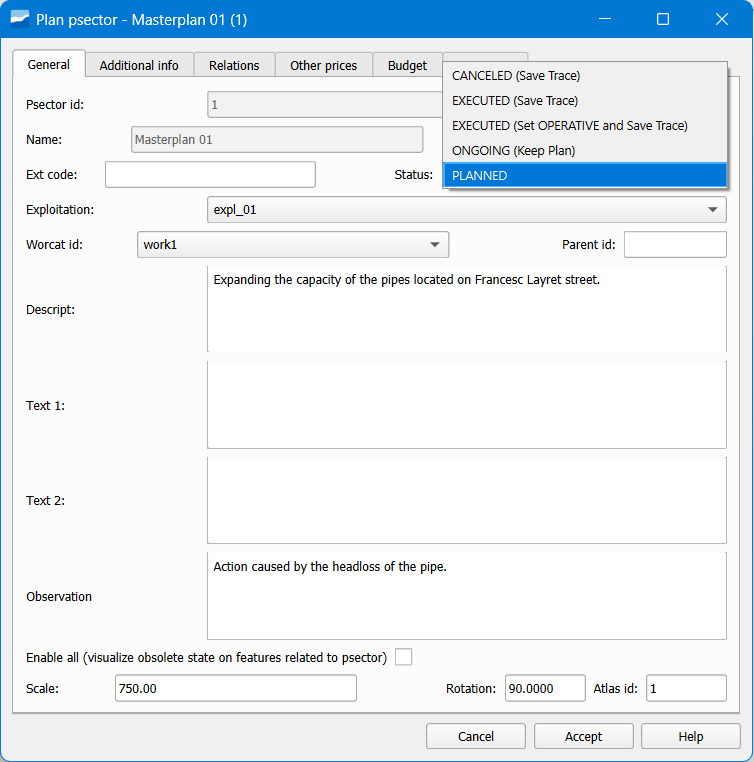 Plan psector - Masterplan 01 (1)
General
Additional info
Relations
Other prices
Budget
Psector id:
1
Name:
Masterplan 01
Ext code:
Status:
CANCELED (Save Trace)
EXECUTED (Save Trace)
EXECUTED (Set OPERATIVE and Save Trace)
ONGOING (Keep Plan)
PLANNED
Exploitation:
expl_01
Worcat id:
work1
Parent id:
Descript:
Expanding the capacity of the pipes located on Francesc Layret street.
Text 1:
Text 2:
Observation
Action caused by the headloss of the pipe.
Enable all (visualize obsolete state on features related to psector)
Scale:
750.00
Rotation:
90.0000
Atlas id:
1
Cancel
Accept
Help